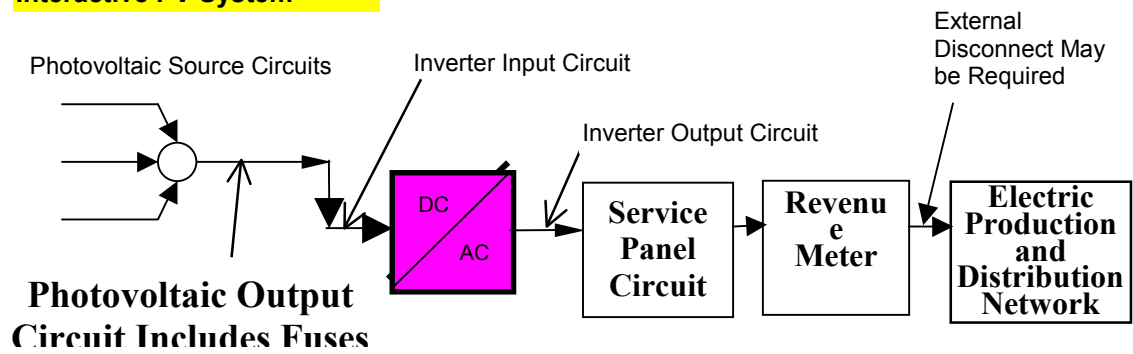 Interactive PV System
External
Disconnect May
be Required
Photovoltaic Source Circuits
Inverter Input Circuit
Inverter Output Circuit
DC
AC
Service
Panel
Circuit
Revenu
e
Meter
Electric
Production
and
Distribution
Network
Photovoltaic Output
Circuit Includes Fuses